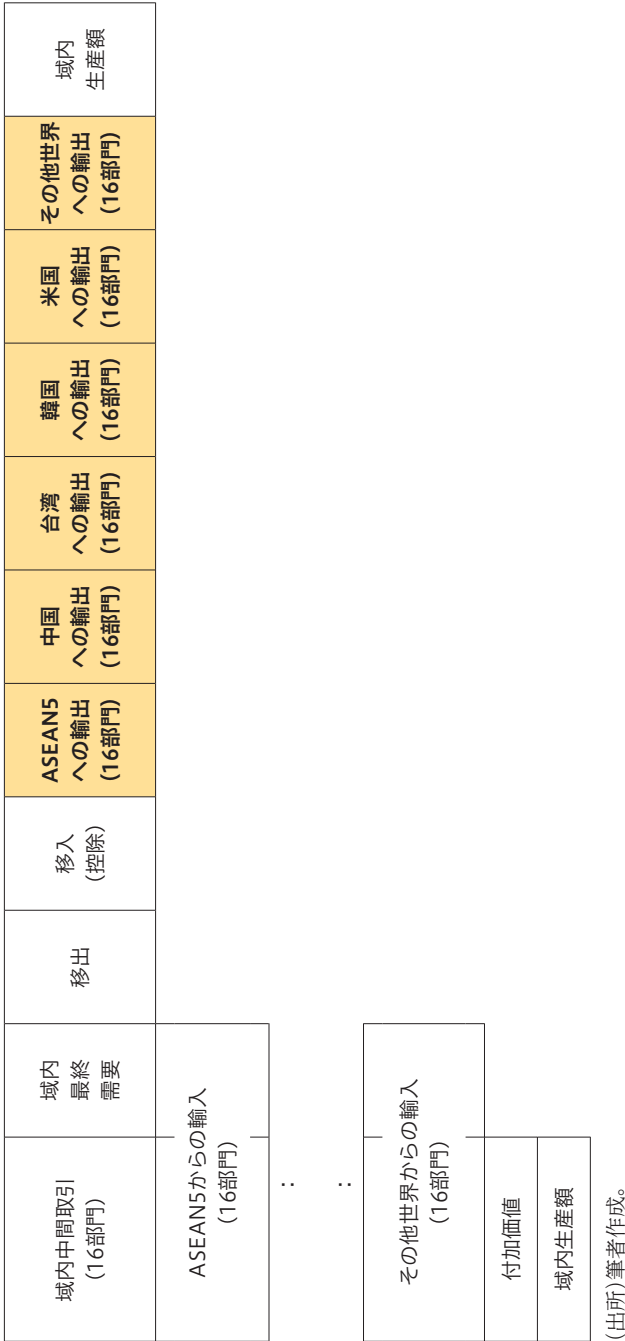 域内中間取引
(16部門)
域内
最終
需要
移出
移入
(控除)
ASEAN5
への輸出
(16部門)
中国
への輸出
(16部門)
台湾
への輸出
(16部門)
韓国
への輸出
(16部門)
米国
への輸出
(16部門)
その他世界
への輸出
(16部門)
域内
生産額
ASEAN5からの輸入
(16部門)
:
:
その他世界からの輸入
(16部門)
付加価値
域内生産額
(出所)筆者作成。